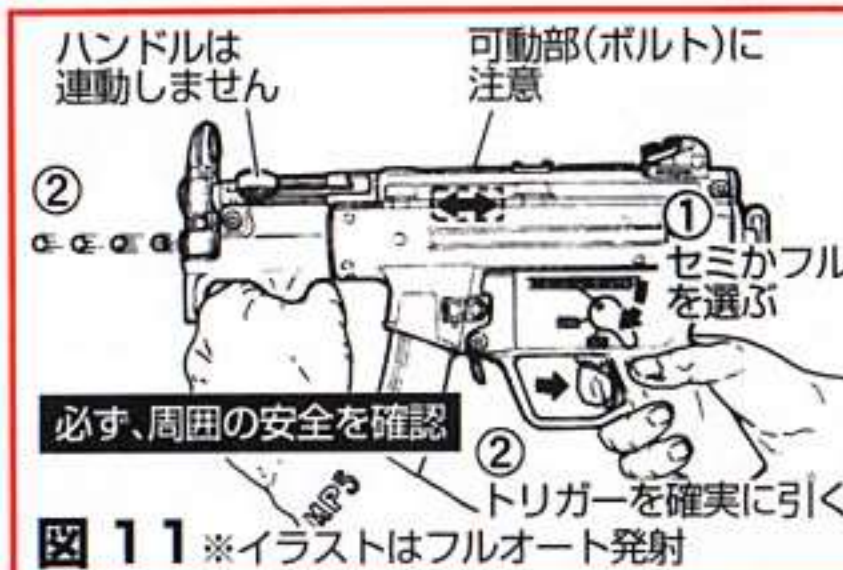 ハンドルは
連動しません
可動部(ボルト)に
注意
②
①
セミかフル
を選ぶ
必ず、周囲の安全を確認
②
トリガーを確実に引く
MP5
図 11 ※イラストはフルオート発射